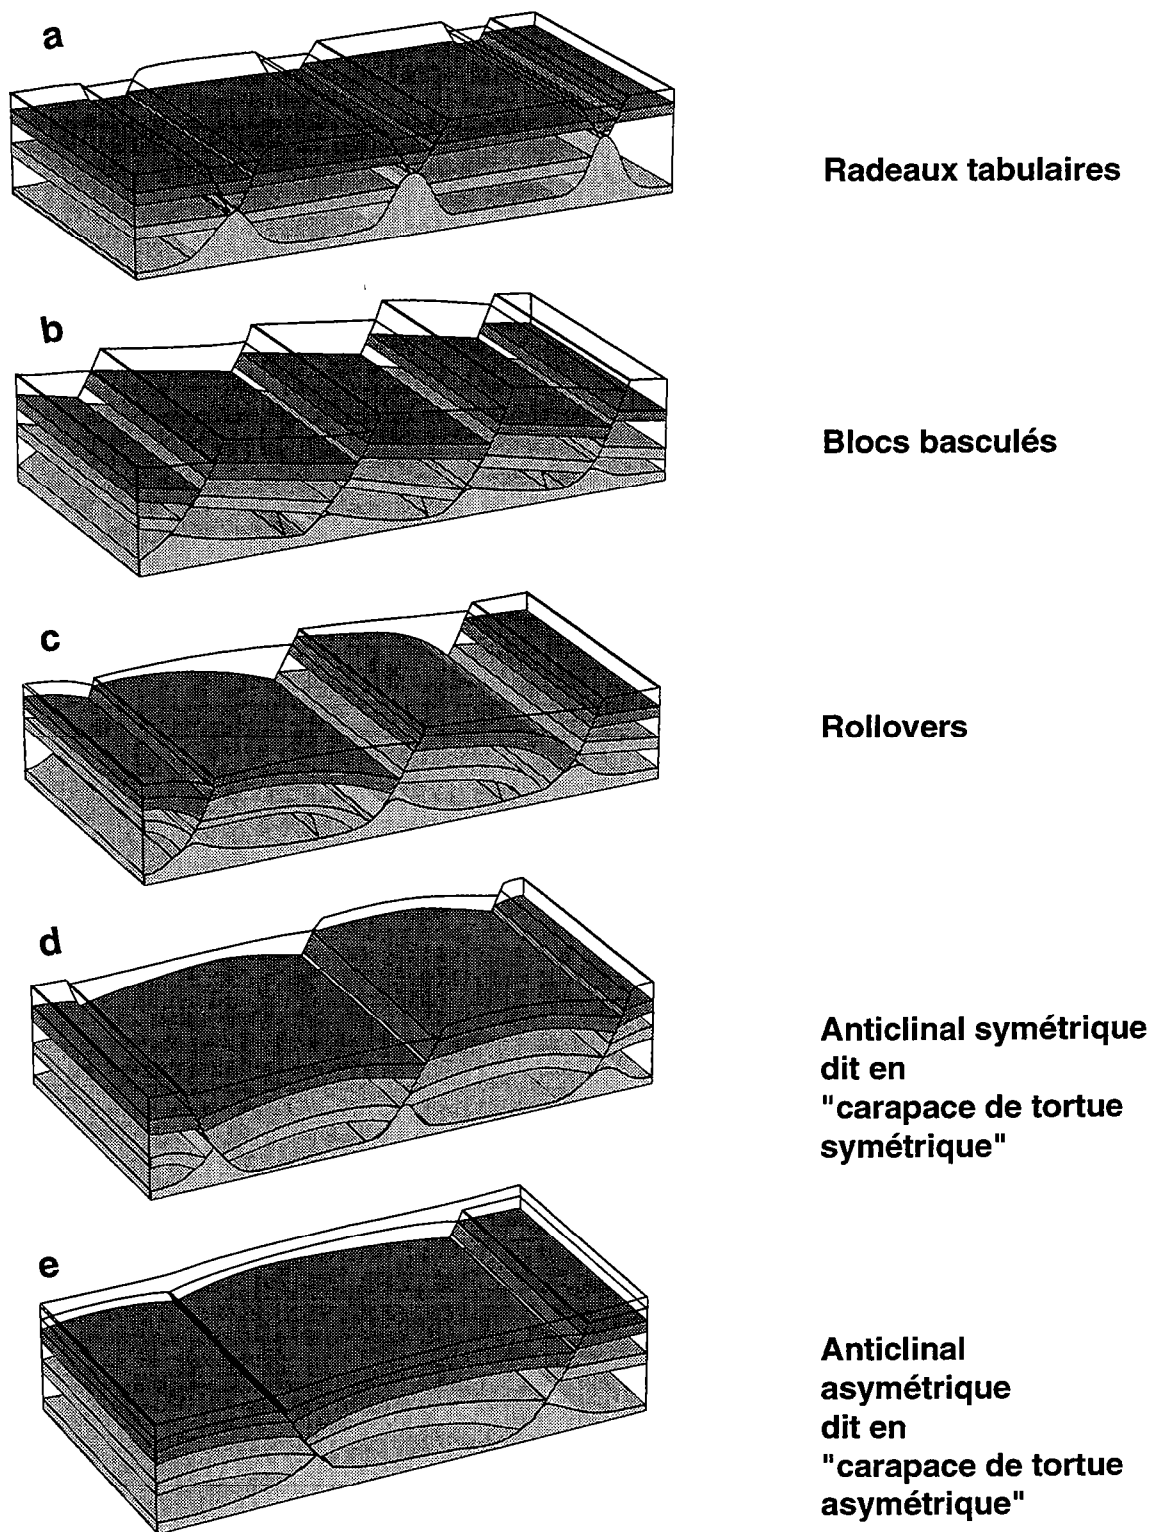 a
Radeaux tabulaires
b
Blocs basculés
c
Rollovers
d
Anticlinal symétrique
dit en
"carapace de tortue
symétrique"
e
Anticlinal
asymétrique
dit en
"carapace de tortue
asymétrique"